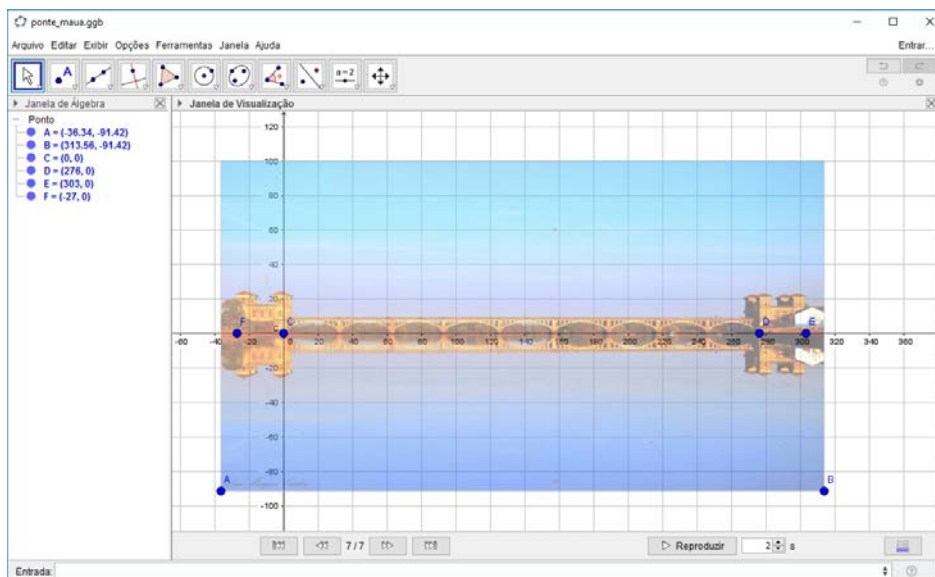 ponte_maua.ggb
Arquivo Editar Exibir Opções Ferramentas Janela Ajuda
Entrar...
A
a=2
Janela de Álgebra
Janela de Visualização
Ponto
A = (-36.34, -91.42)
B = (313.56, -91.42)
C = (0, 0)
D = (276, 0)
E = (303, 0)
F = (-27, 0)
120
100
80
60
40
20
F C D E
-60 -40 -20 0 20 40 60 80 100 120 140 160 180 200 220 240 260 280 300 320 340 360
-20
-40
-60
-80
A B
-100
7 / 7
Reproduzir
2 s
Entrada: